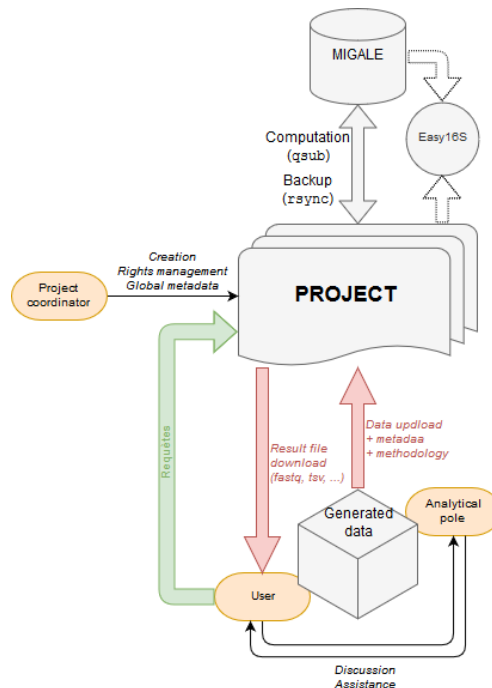 MIGALE
Easy16S
Computation
(qsub)
Backup
(rsync)
Creation
Rights management
Global metadata
Project
coordinator
PROJECT
Requêtes
Result file
download
(fastq, tsv, ...)
Data updload
+ metadaa
+ methodology
Generated
data
Analytical
pole
User
Discussion
Assistance